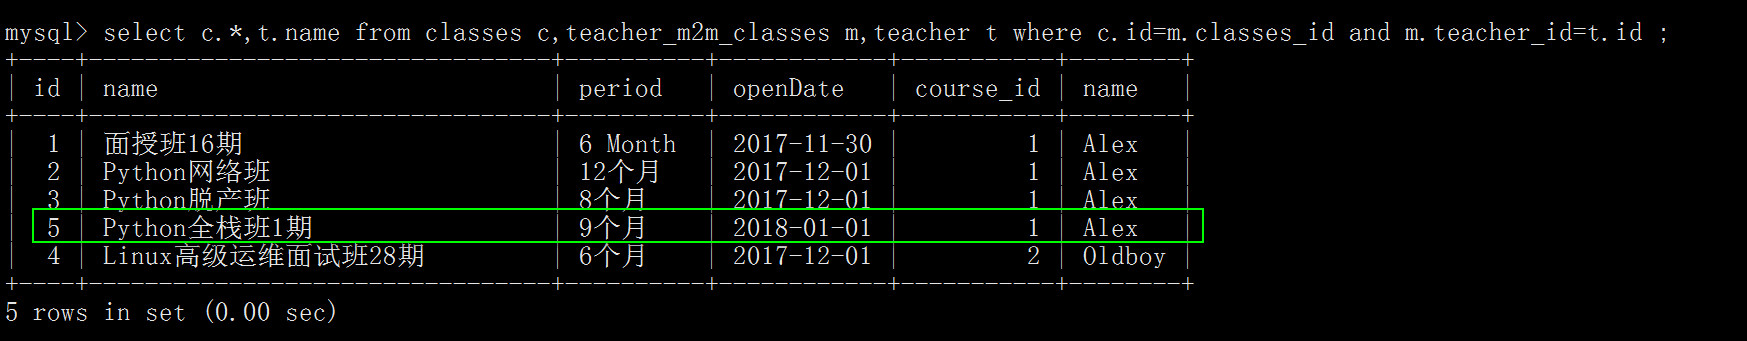 mysql> select c.*,t.name from classes c,teacher_m2m_classes m,teacher t where c.id=m.classes_id and m.teacher_id=t.id ;
+----+----------------------------------+----------+------------+-----------+--------+
| id | name | period | openDate | course_id | name |
+----+----------------------------------+----------+------------+-----------+--------+
| 1 | 面授班16期 | 6 Month | 2017-11-30 | 1 | Alex |
| 2 | Python网络班 | 12个月 | 2017-12-01 | 1 | Alex |
| 3 | Python脱产班 | 8个月 | 2017-12-01 | 1 | Alex |
| 5 | Python全栈班1期 | 9个月 | 2018-01-01 | 1 | Alex |
| 4 | Linux高级运维面试班28期 | 6个月 | 2017-12-01 | 2 | Oldboy |
+----+----------------------------------+----------+------------+-----------+--------+
5 rows in set (0.00 sec)